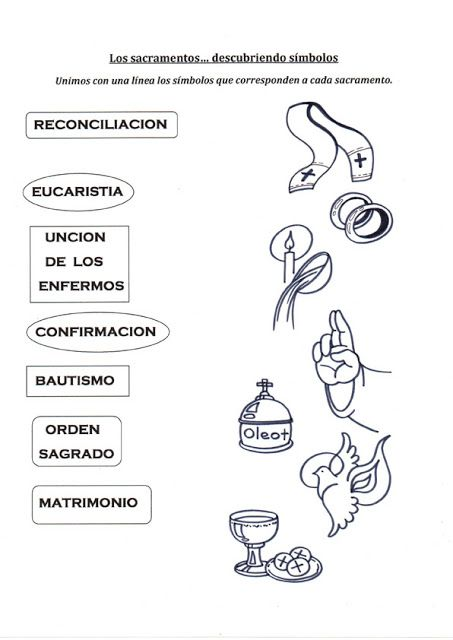 Los sacramentos... descubriendo símbolos
Unimos con una línea los símbolos que corresponden a cada sacramento.
RECONCILIACION
EUCARISTIA
UNCION
DE LOS
ENFERMOS
CONFIRMACION
BAUTISMO
ORDEN
SAGRADO
MATRIMONIO
Oleot